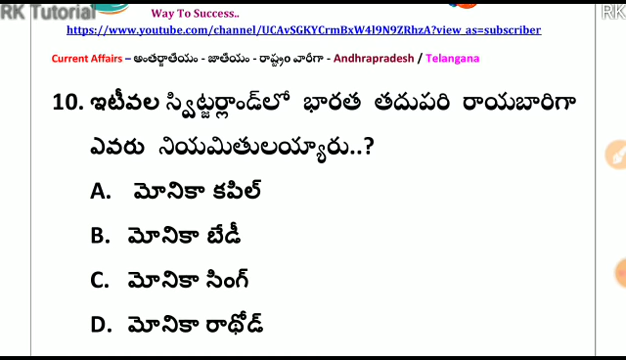 RK Tutorial
RK
Way To Success..
https://www.youtube.com/channel/UCAvSGKYCrmBxW4l9N9ZRhzA?view_as=subscriber
Current Affairs – అంతర్జాతీయం - జాతీయం - రాష్ట్రం వారీగా - Andhrapradesh / Telangana
10. ఇటీవల స్విట్జర్లాండ్‌లో భారత తదుపరి రాయబారిగా
ఎవరు నియమితులయ్యారు..?
A. మోనికా కపిల్
B. మోనికా బేడీ
C. మోనికా సింగ్
D. మోనికా రాథోడ్